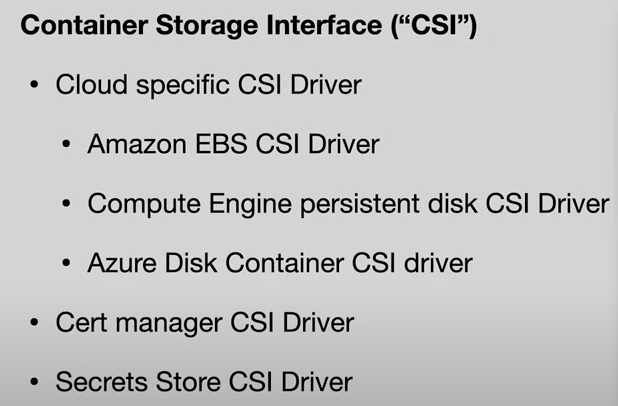 Container Storage Interface (“CSI”)
• Cloud specific CSI Driver
• Amazon EBS CSI Driver
• Compute Engine persistent disk CSI Driver
• Azure Disk Container CSI driver
• Cert manager CSI Driver
• Secrets Store CSI Driver